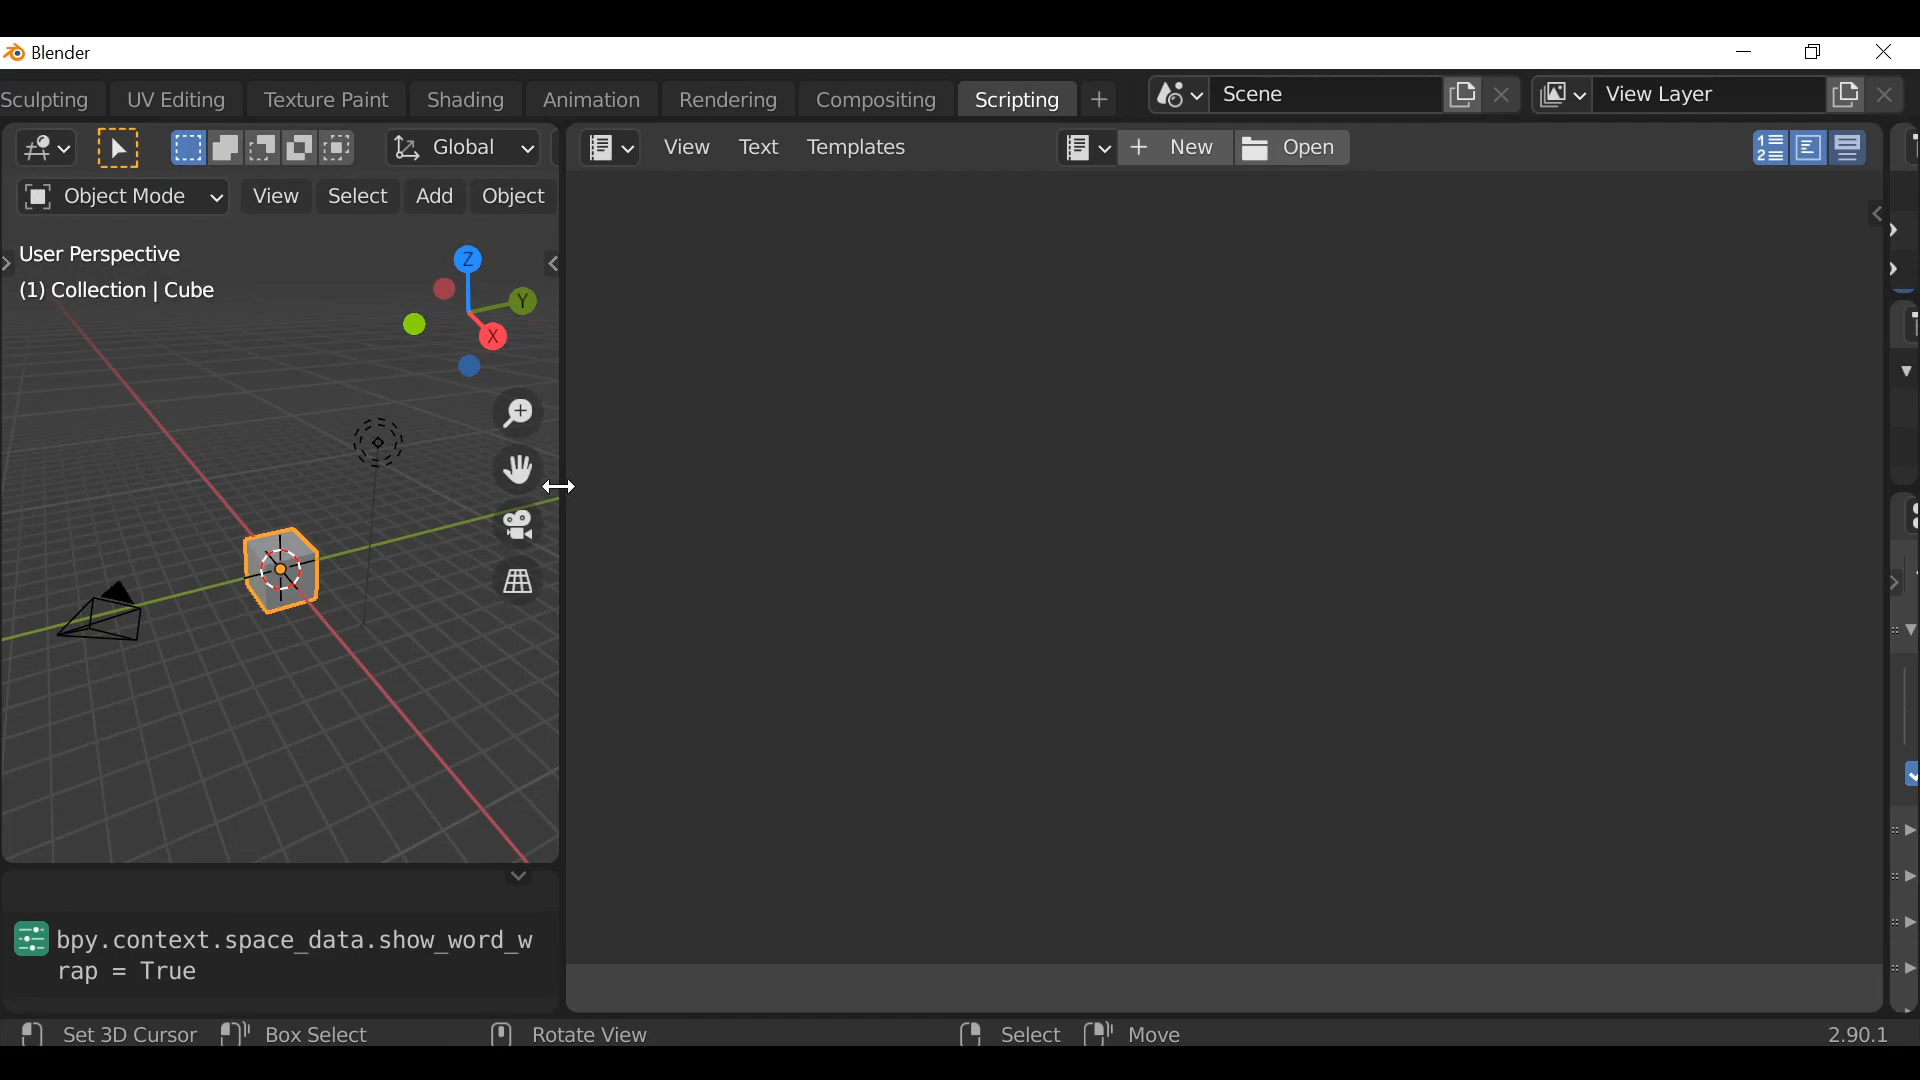 Blender
Sculpting UV Editing Texture Paint Shading Animation Rendering Compositing Scripting + Scene View Layer
Global View Text Templates + New Open
Object Mode View Select Add Object
User Perspective
(1) Collection | Cube
Z
Y
X
bpy.context.space_data.show_word_w
rap = True
Set 3D Cursor Box Select Rotate View Select Move 2.90.1